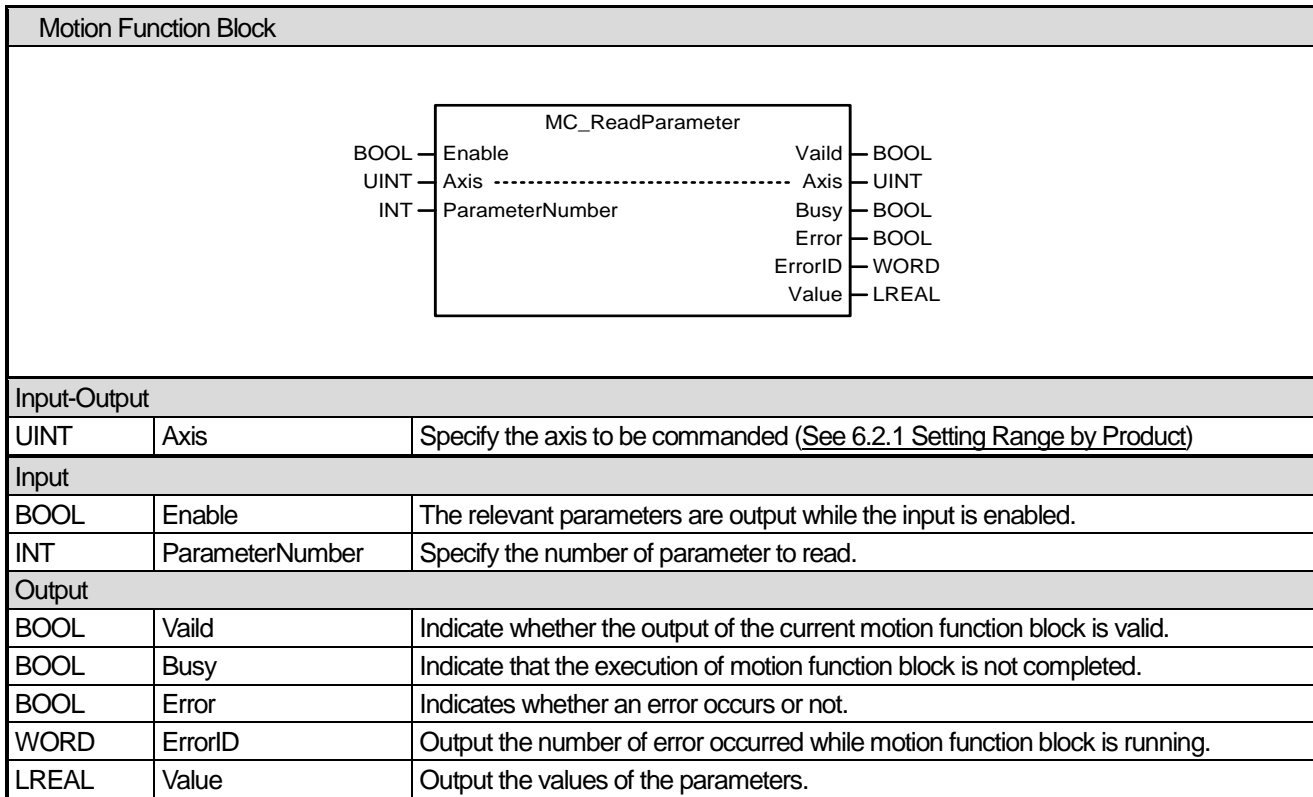 Motion Function Block
MC_ReadParameter
BOOL Enable Vaild BOOL
UINT Axis Axis UINT
INT ParameterNumber Busy BOOL
Error BOOL
ErrorID WORD
Value LREAL
Input-Output
UINT Axis Specify the axis to be commanded (See 6.2.1 Setting Range by Product)
Input
BOOL Enable The relevant parameters are output while the input is enabled.
INT ParameterNumber Specify the number of parameter to read.
Output
BOOL Vaild Indicate whether the output of the current motion function block is valid.
BOOL Busy Indicate that the execution of motion function block is not completed.
BOOL Error Indicates whether an error occurs or not.
WORD ErrorID Output the number of error occurred while motion function block is running.
LREAL Value Output the values of the parameters.